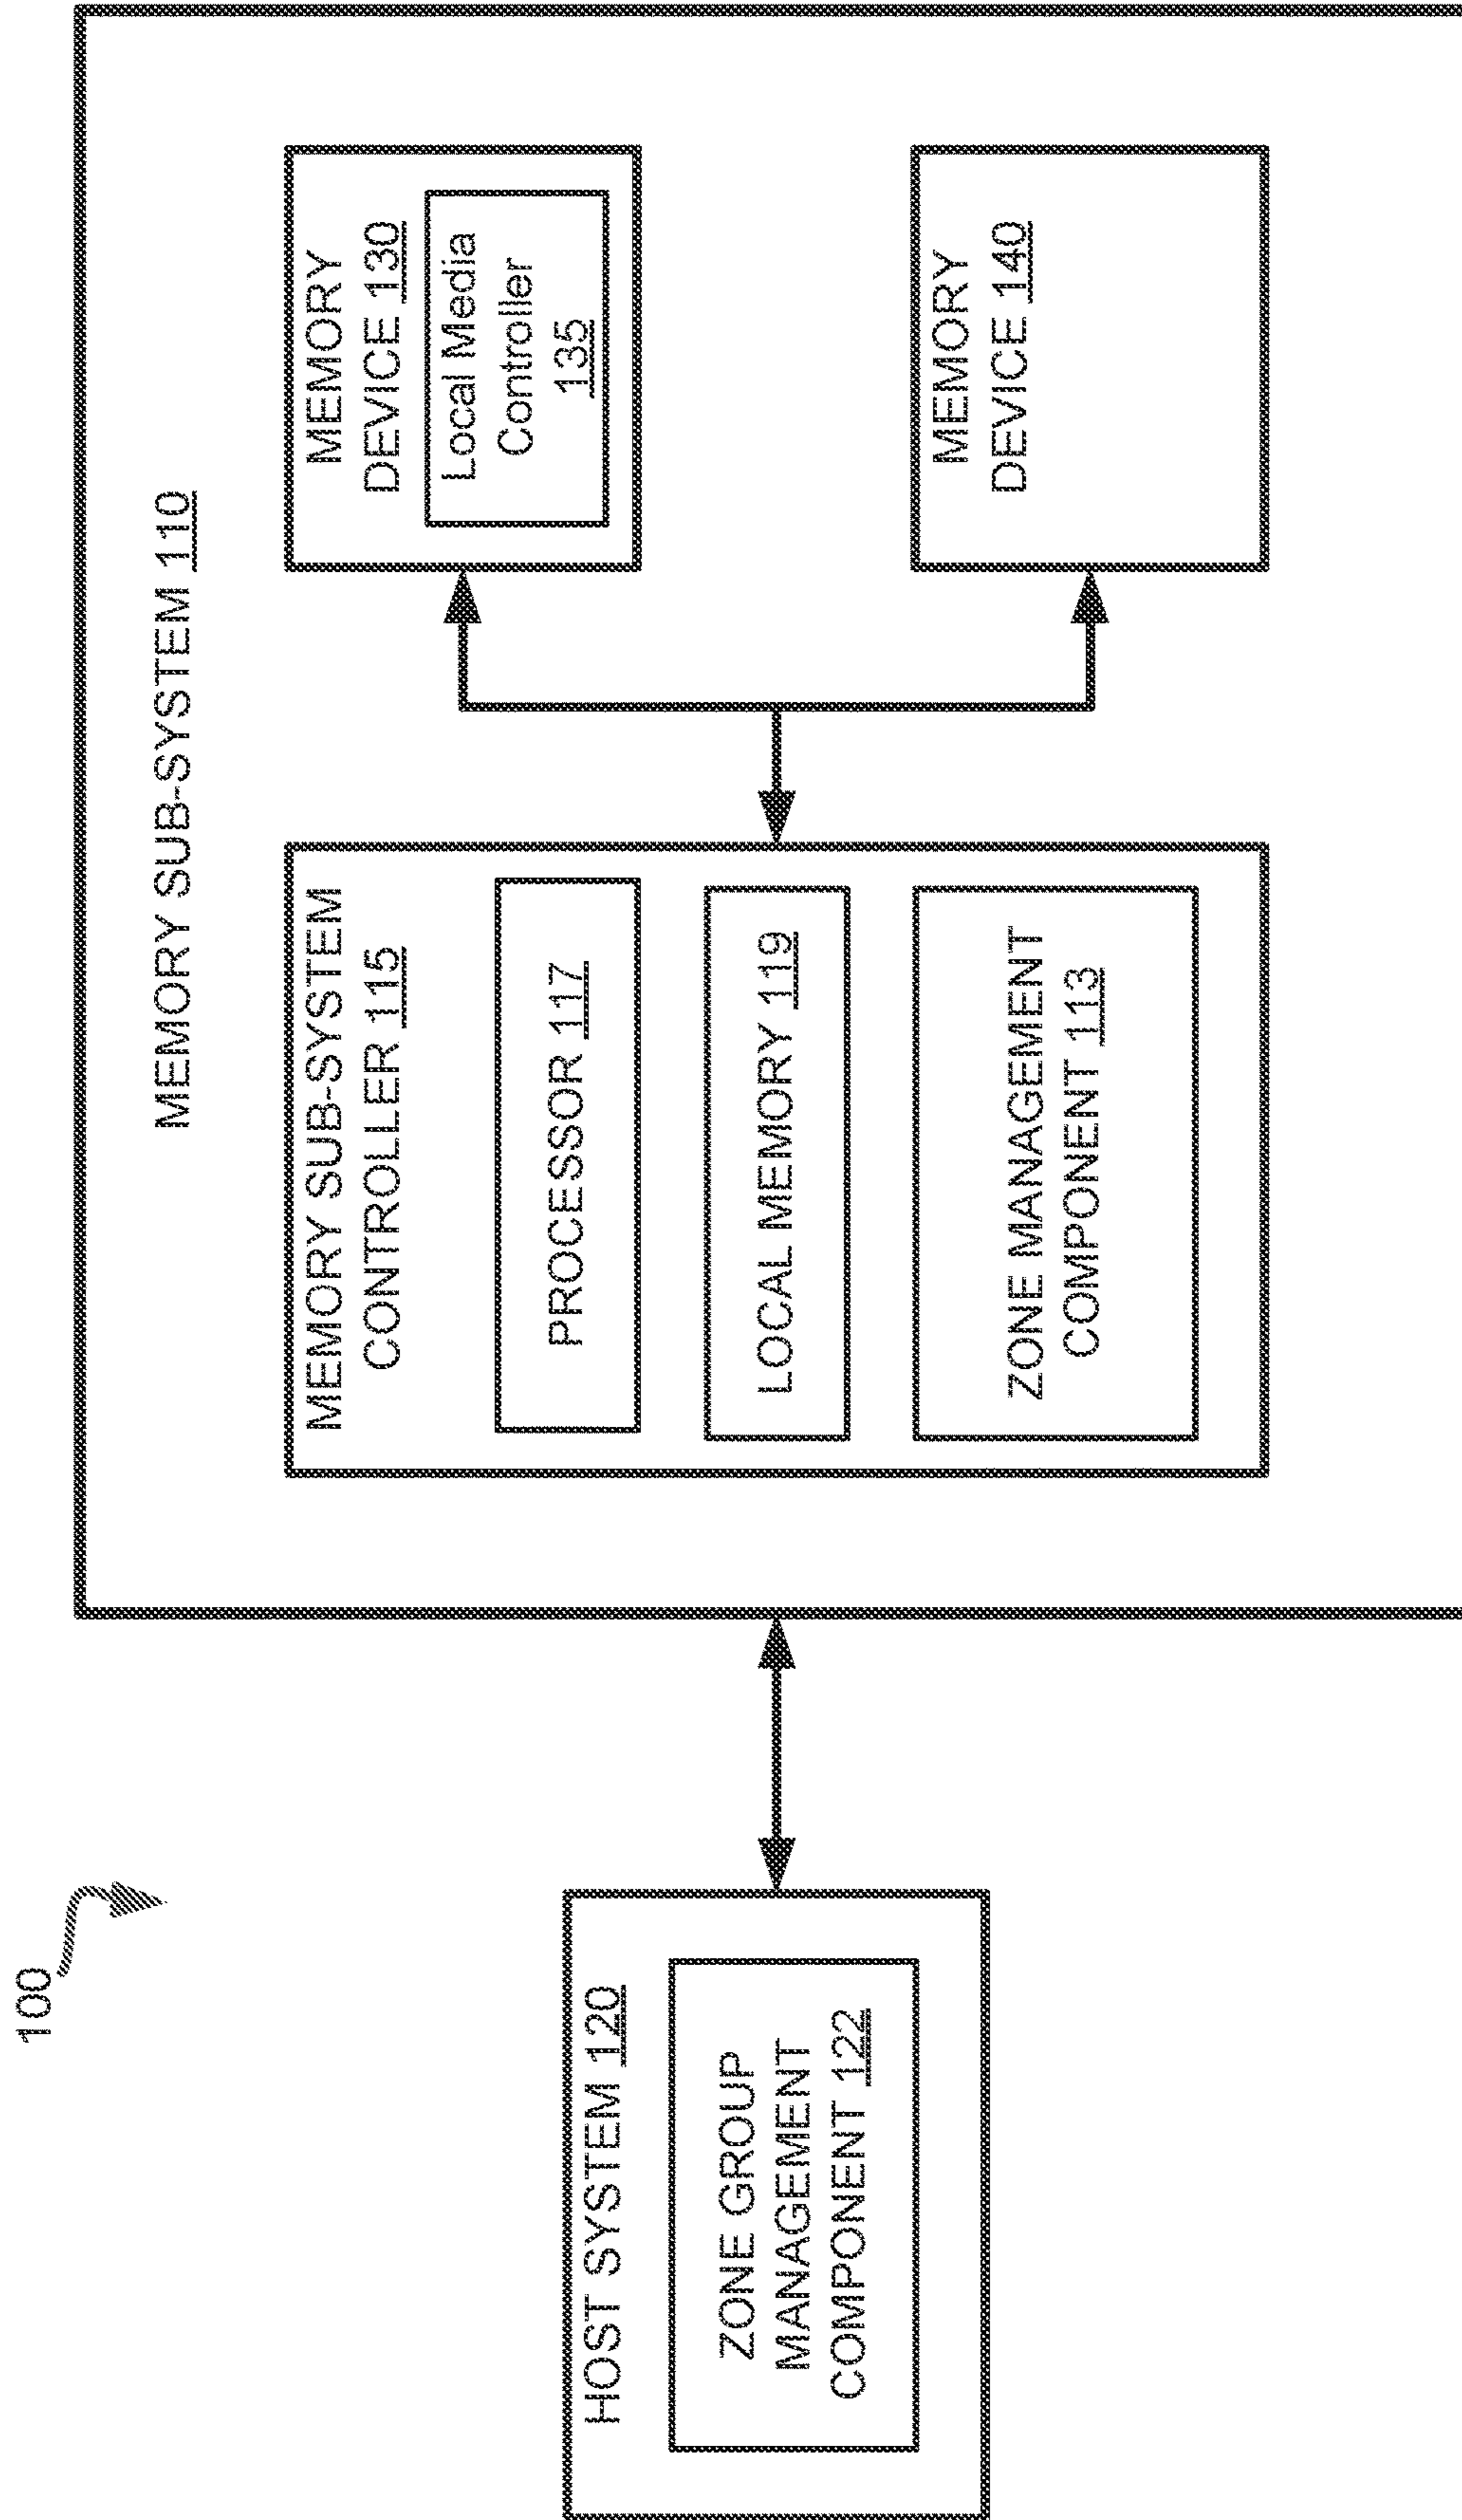 100
HOST SYSTEM 120
ZONE GROUP
MANAGEMENT
COMPONENT 122
MEMORY SUB-SYSTEM 110
MEMORY SUB-SYSTEM
CONTROLLER 115
PROCESSOR 117
LOCAL MEMORY 119
ZONE MANAGEMENT
COMPONENT 113
MEMORY
DEVICE 130
Local Media
Controller
135
MEMORY
DEVICE 140